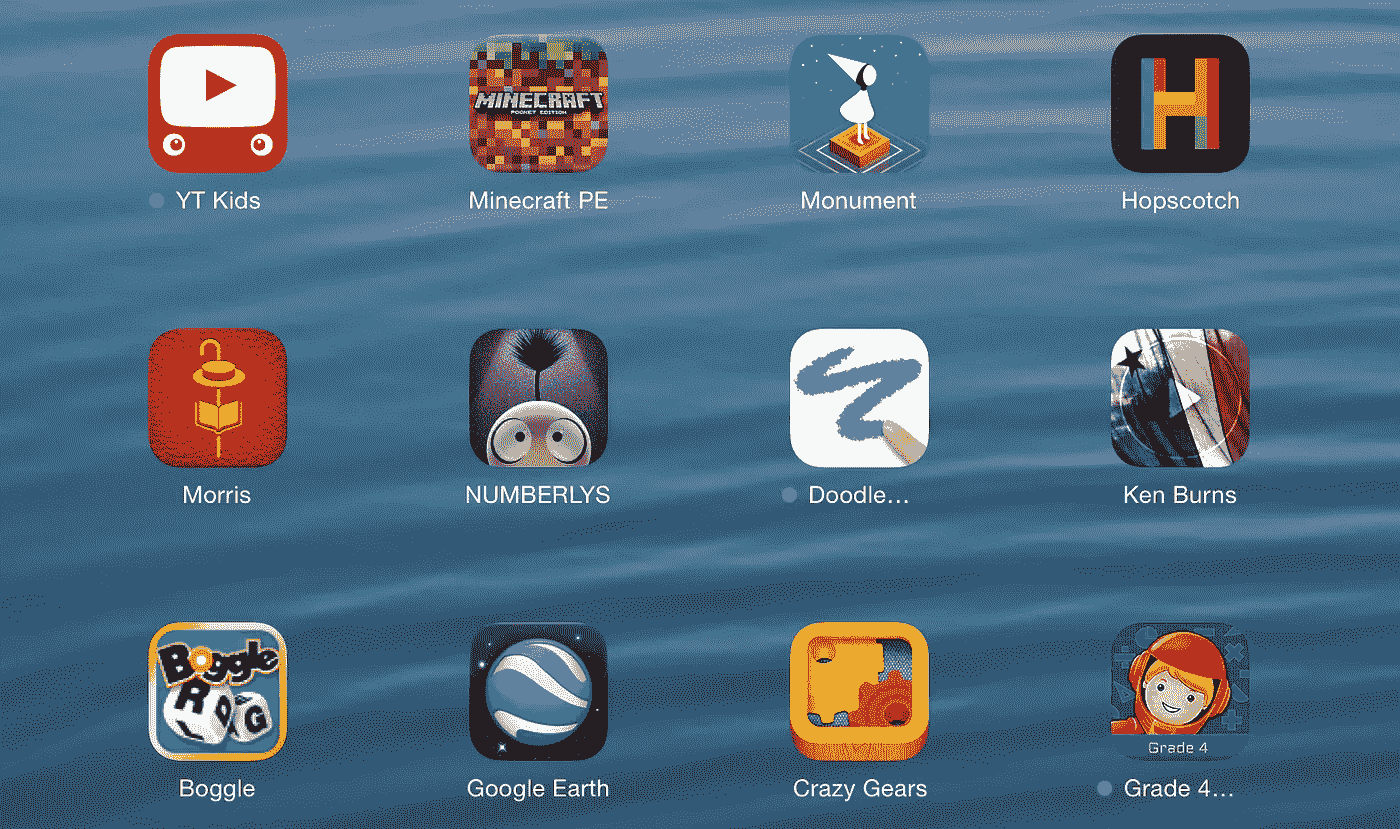 MINECRAFT
POCKET EDITION
H
YT Kids
Minecraft PE
Monument
Hopscotch
Morris
NUMBERLYS
Doodle...
Ken Burns
Boggle
R
L
O
G
Grade 4
Boggle
Google Earth
Crazy Gears
Grade 4...